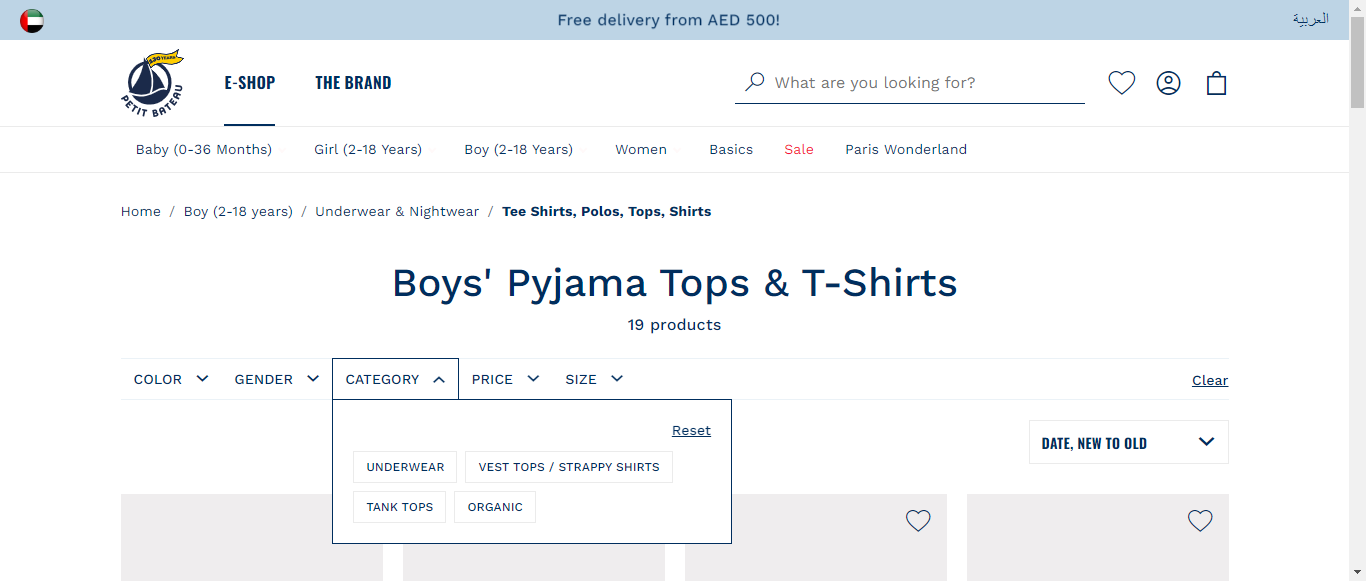 Free delivery from AED 500!
العربية
130 YEARS
PETIT BATEAU
E-SHOP
THE BRAND
What are you looking for?
Baby (0-36 Months)
Girl (2-18 Years)
Boy (2-18 Years)
Women
Basics
Sale
Paris Wonderland
Home / Boy (2-18 years) / Underwear & Nightwear / Tee Shirts, Polos, Tops, Shirts
Boys' Pyjama Tops & T-Shirts
19 products
COLOR
GENDER
CATEGORY
PRICE
SIZE
Clear
Reset
UNDERWEAR
VEST TOPS / STRAPPY SHIRTS
TANK TOPS
ORGANIC
DATE, NEW TO OLD